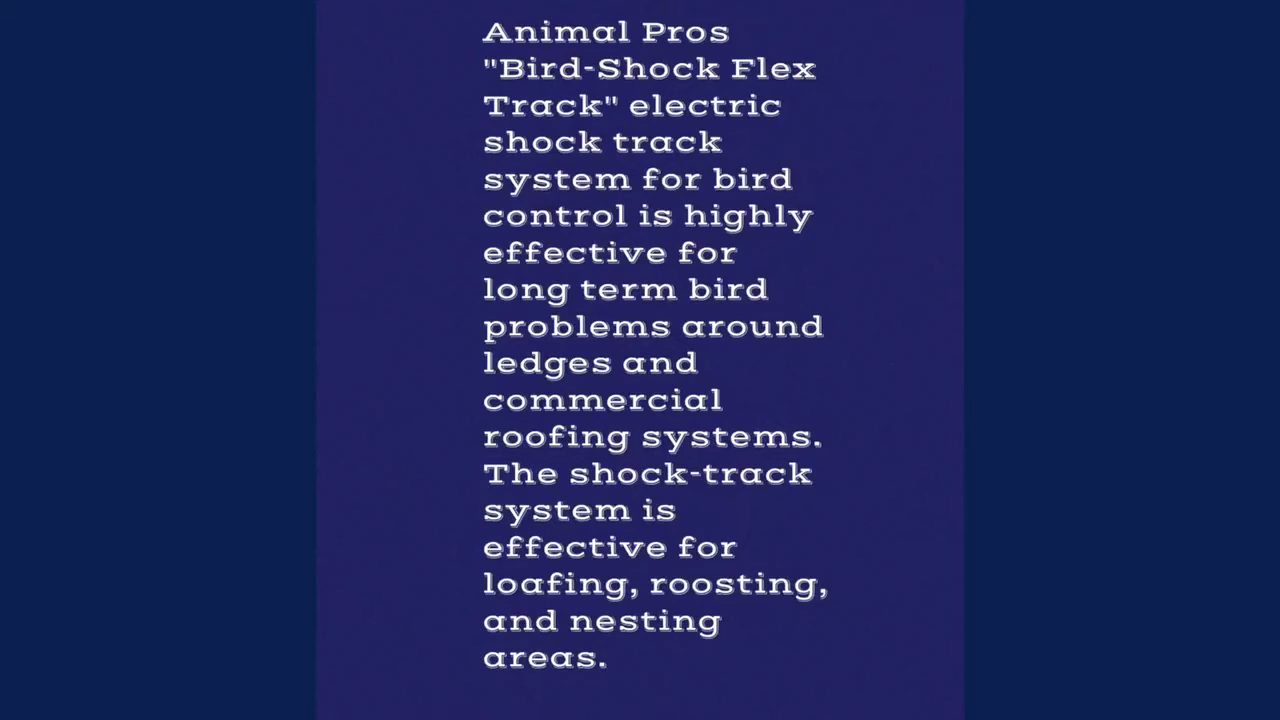 Animal Pros
"Bird-Shock Flex
Track" electric
shock track
system for bird
control is highly
effective for
long term bird
problems around
ledges and
commercial
roofing systems.
The shock-track
system is
effective for
loafing, roosting,
and nesting
areas.